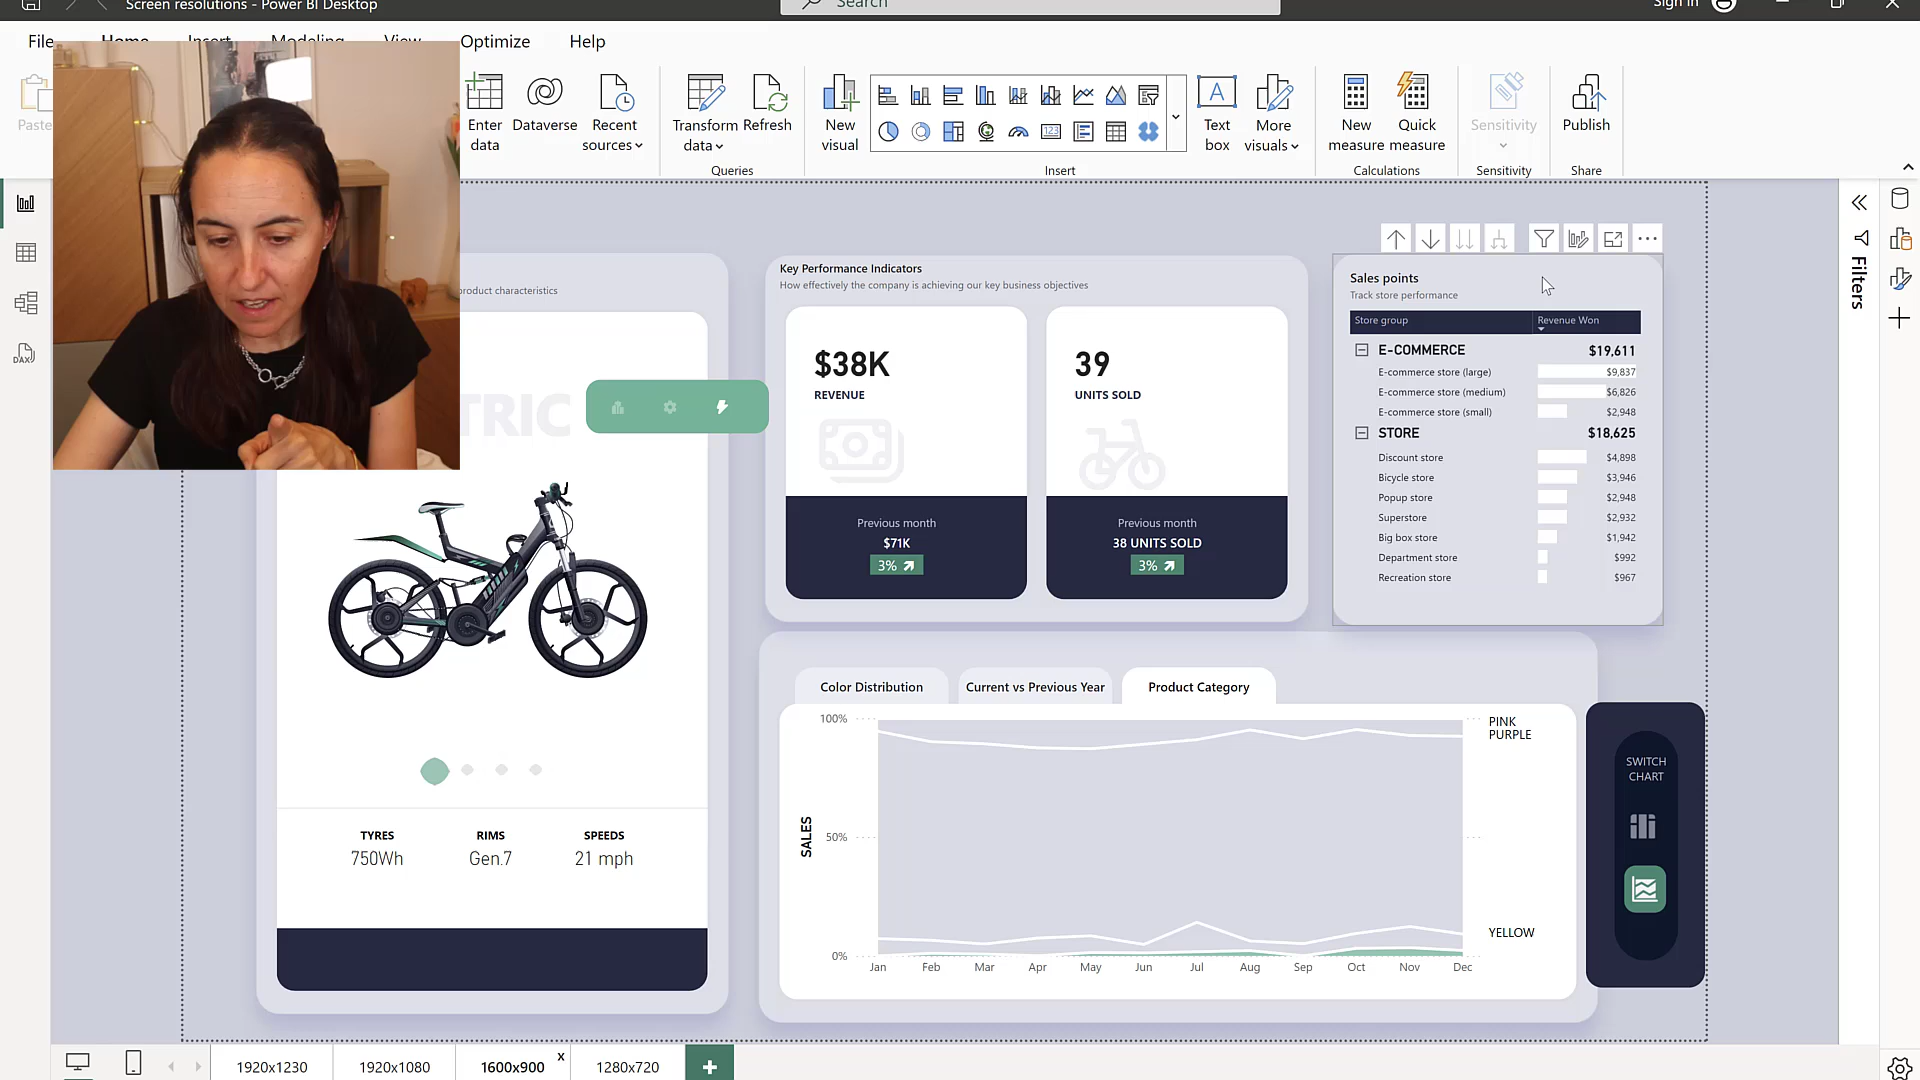 Screen resolutions - Power BI Desktop
Search
Sign in
File
Home
Insert
Modeling
View
Optimize
Help
Paste
Enter data
Dataverse
Recent sources
Transform data
Refresh
Queries
New visual
Text box
More visuals
Insert
New measure
Quick measure
Calculations
Sensitivity
Sensitivity
Publish
Share
Filters
product characteristics
TRIC
TYRES
RIMS
SPEEDS
750Wh
Gen.7
21 mph
Key Performance Indicators
How effectively the company is achieving our key business objectives
$38K
REVENUE
Previous month
$71K
3%
39
UNITS SOLD
Previous month
38 UNITS SOLD
3%
Sales points
Track store performance
Store group Revenue Won
E-COMMERCE $19,611
E-commerce store (large) $9,837
E-commerce store (medium) $6,826
E-commerce store (small) $2,948
STORE $18,625
Discount store $4,898
Bicycle store $3,946
Popup store $2,948
Superstore $2,932
Big box store $1,942
Department store $992
Recreation store $967
Color Distribution
Current vs Previous Year
Product Category
100%
50%
0%
SALES
PINK
PURPLE
YELLOW
Jan Feb Mar Apr May Jun Jul Aug Sep Oct Nov Dec
SWITCH
CHART
DAX
123
A
1920x1230
1920x1080
1600x900
x
1280x720